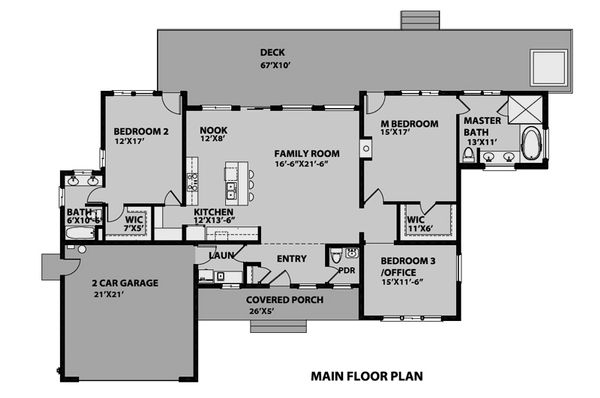 DECK
67'X10'
BEDROOM 2
12'X17'
NOOK
12'X8'
FAMILY ROOM
16'-6"X21'-6"
M BEDROOM
15'X17'
MASTER
BATH
13'X11'
BATH
6'X10'-6"
WIC
7'X5'
KITCHEN
12'X13'-6"
WIC
11'X6'
LAUN
ENTRY
PDR
BEDROOM 3
/OFFICE
15'X11'-6"
2 CAR GARAGE
21'X21'
COVERED PORCH
26'X5'
MAIN FLOOR PLAN